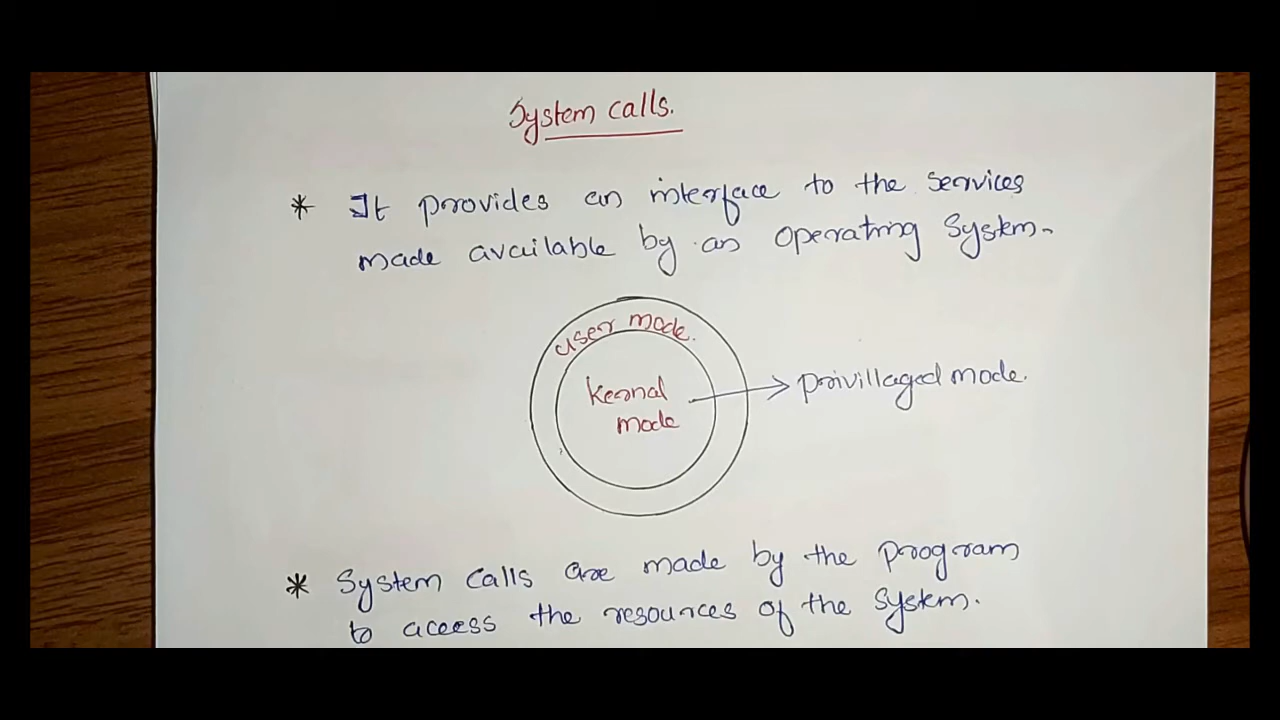 System calls.
* It provides an interface to the services
made available by an operating system.
user mode.
kernal
mode
privillaged mode.
* System calls are made by the program
to access the resources of the system.